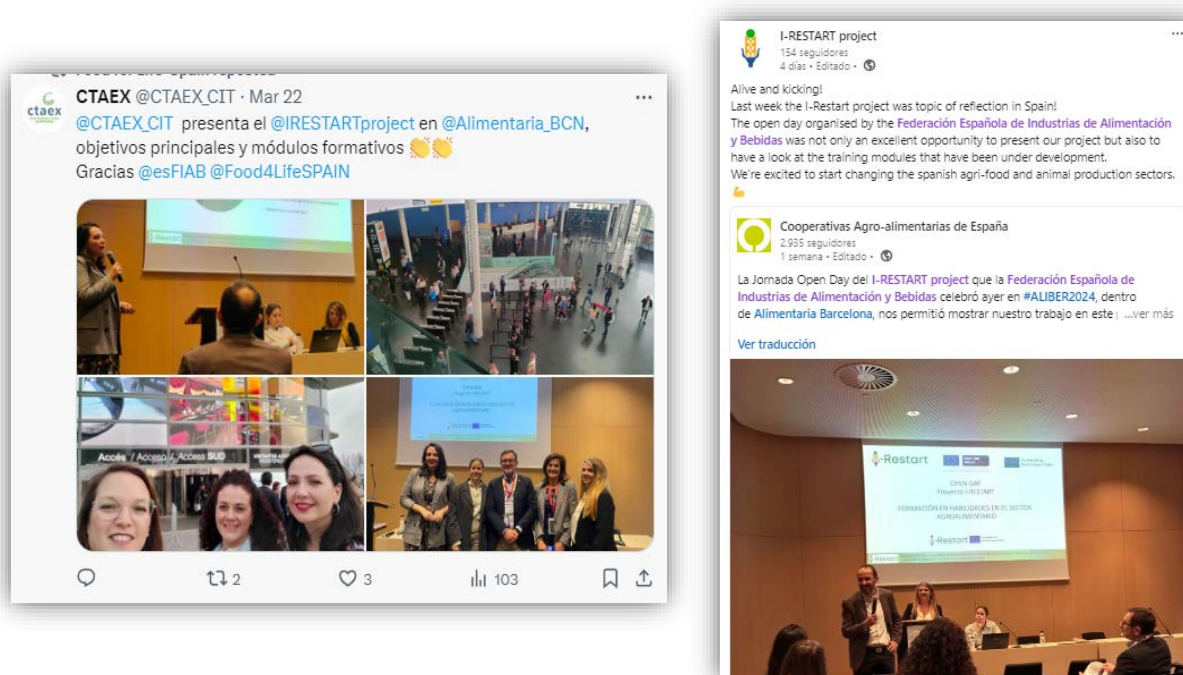 CTAEX @CTAEX_CIT · Mar 22
ctaex
@CTAEX_CIT presenta el @IRESTARTproject en @Alimentaria_BCN,
objetivos principales y módulos formativos 👏👏
Gracias @esFIAB @Food4LifeSPAIN
Accés / Acceso / Access SUD
2
3
103
I-RESTART project
154 seguidores
4 días • Editado •
Alive and kicking!
Last week the I-Restart project was topic of reflection in Spain!
The open day organised by the Federación Española de Industrias de Alimentación
y Bebidas was not only an excellent opportunity to present our project but also to
have a look at the training modules that have been under development.
We're excited to start changing the spanish agri-food and animal production sectors.
💪
Cooperativas Agro-alimentarias de España
2.935 seguidores
1 semana • Editado •
La Jornada Open Day del I-RESTART project que la Federación Española de
Industrias de Alimentación y Bebidas celebró ayer en #ALIBER2024, dentro
de Alimentaria Barcelona, nos permitió mostrar nuestro trabajo en este ...ver más
Ver traducción
I-Restart
OPEN DAY
Proyecto I-RESTART
FORMACIÓN EN HABILIDADES EN EL SECTOR
AGROALIMENTARIO
I-Restart